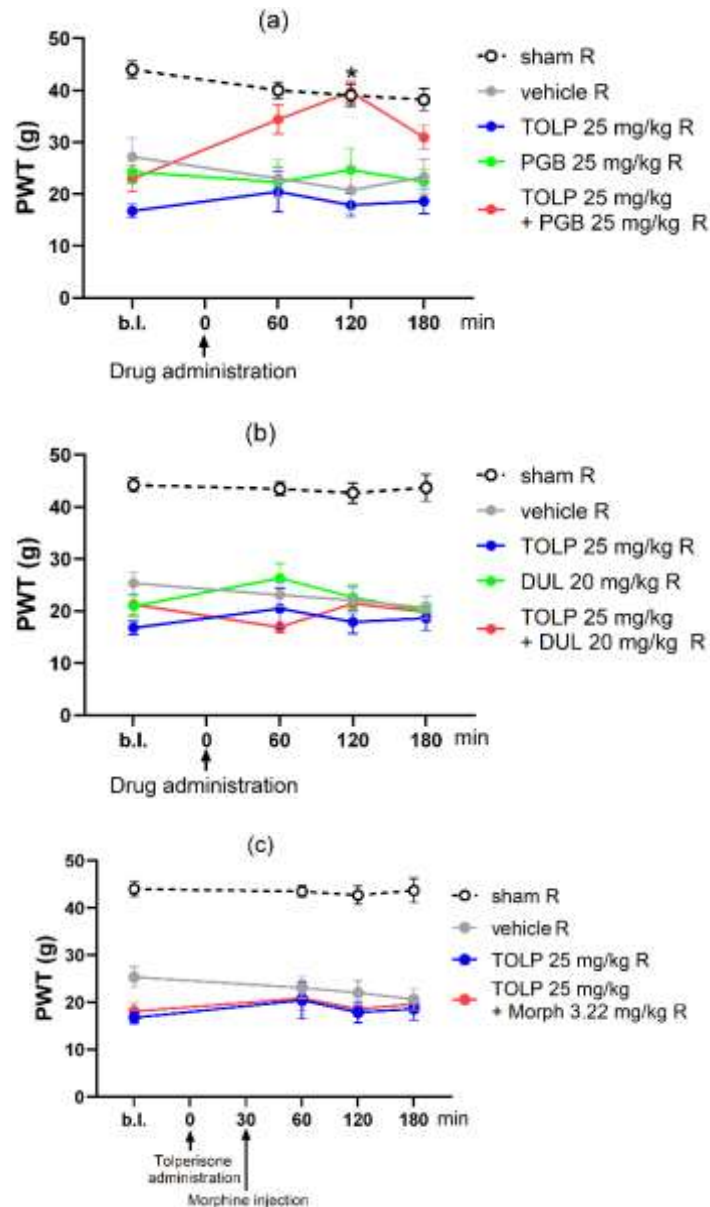 (a)
50
40
30
20
10
0
PWT (g)
*
b.l. 0 60 120 180 min
Drug administration
sham R
vehicle R
TOLP 25 mg/kg R
PGB 25 mg/kg R
TOLP 25 mg/kg
+ PGB 25 mg/kg R
(b)
50
40
30
20
10
0
PWT (g)
b.l. 0 60 120 180 min
Drug administration
sham R
vehicle R
TOLP 25 mg/kg R
DUL 20 mg/kg R
TOLP 25 mg/kg
+ DUL 20 mg/kg R
(c)
50
40
30
20
10
0
PWT (g)
b.l. 0 30 60 120 180 min
Tolperisone
administration
Morphine injection
sham R
vehicle R
TOLP 25 mg/kg R
TOLP 25 mg/kg
+ Morph 3.22 mg/kg R